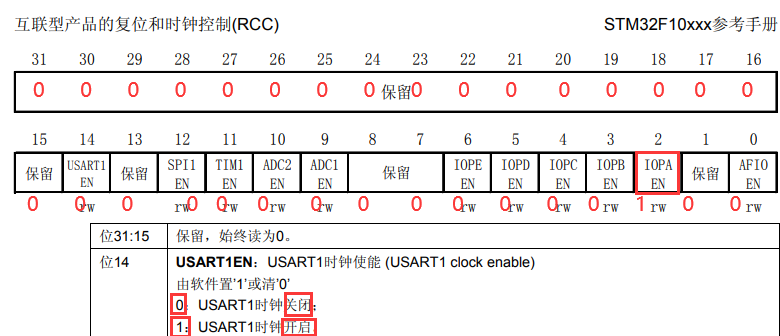 互联型产品的复位和时钟控制(RCC) STM32F10xxx参考手册
31 30 29 28 27 26 25 24 23 22 21 20 19 18 17 16
保留
0 0 0 0 0 0 0 0 0 0 0 0 0 0 0 0
15 14 13 12 11 10 9 8 7 6 5 4 3 2 1 0
保留 USART1 EN 保留 SPI1 EN TIM1 EN ADC2 EN ADC1 EN 保留 IOPE EN IOPD EN IOPC EN IOPB EN IOPA EN 保留 AFIO EN
rw rw rw rw rw rw rw rw rw rw rw
0 0 0 0 0 0 0 0 0 0 0 0 0 1 0 0
位31:15 保留，始终读为0。
位14 USART1EN：USART1时钟使能 (USART1 clock enable)
由软件置'1'或清'0'
0：USART1时钟关闭；
1：USART1时钟开启。